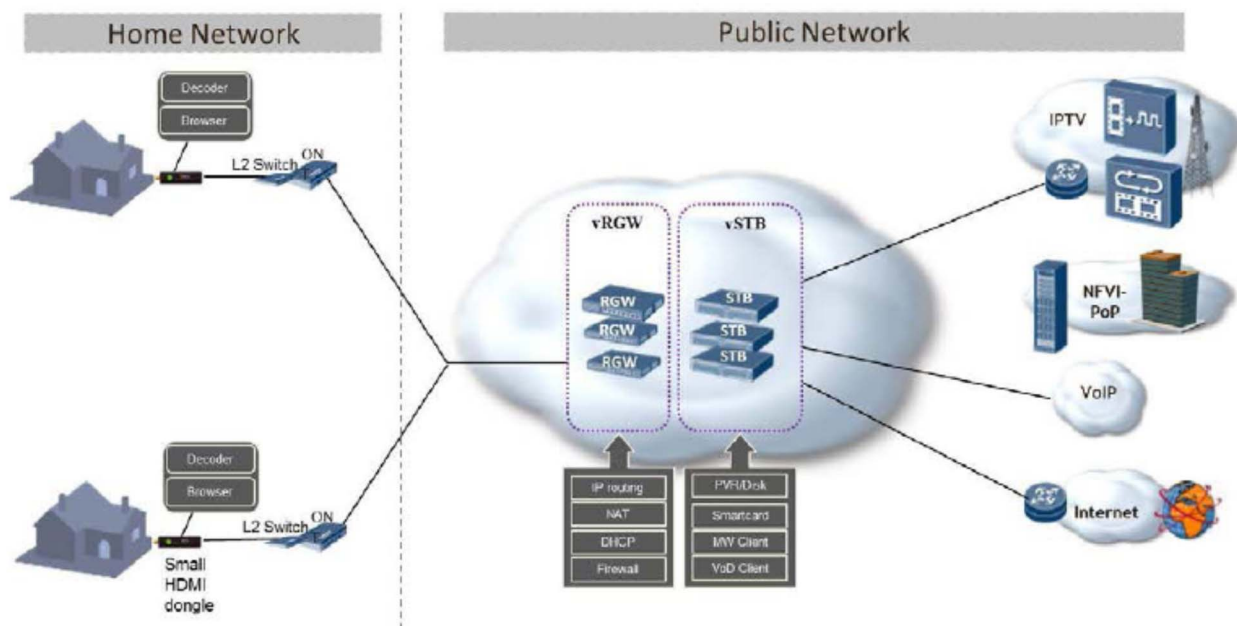 Home Network
Public Network
Decoder
Browser
L2 Switch
ON
vRGW
vSTB
RGW
RGW
RGW
STB
STB
STB
IPTV
NFVI-
PoP
VoIP
Internet
IP routing
NAT
DHCP
Firewall
PVR/Disk
Smartcard
MW Client
VoD Client
Decoder
Browser
L2 Switch
ON
Small
HDMI
dongle